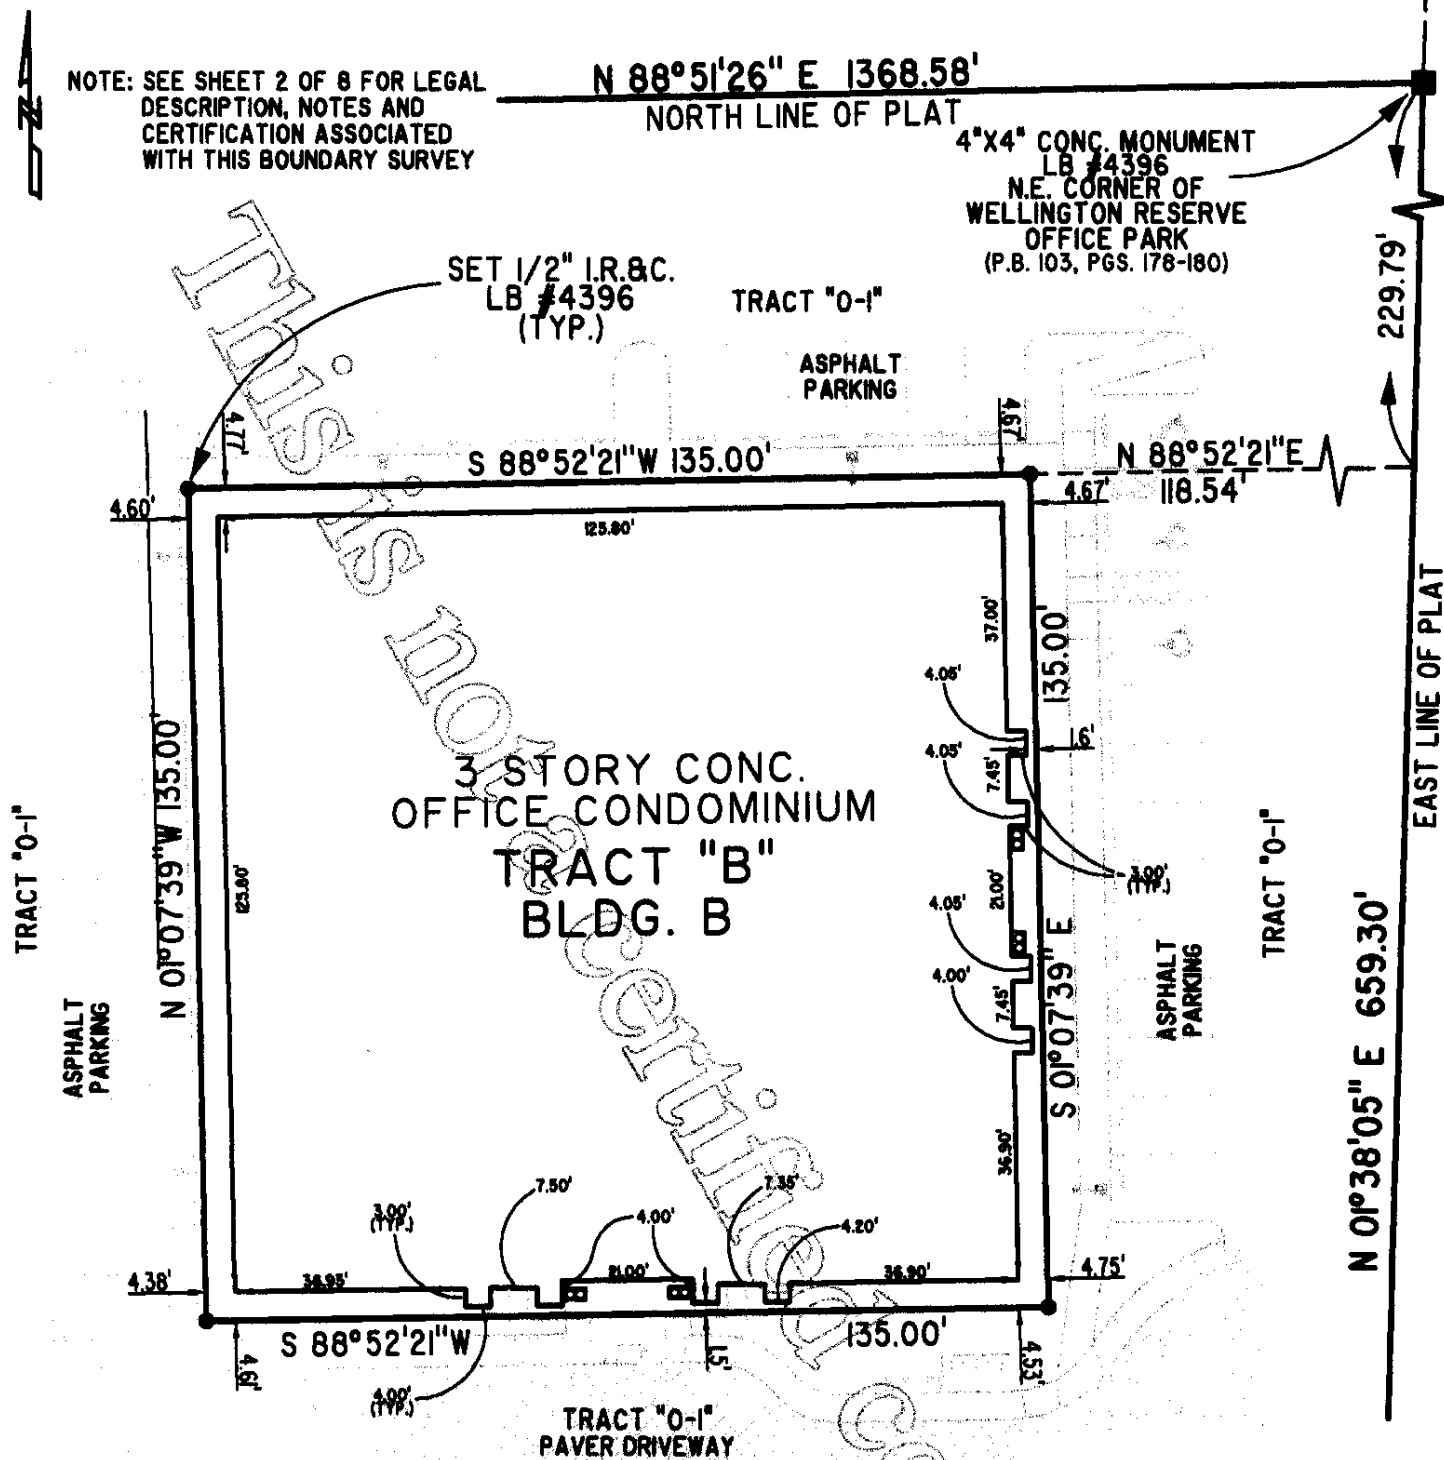 N 88°51'26" E 1368.58'
NORTH LINE OF PLAT
NOTE: SEE SHEET 2 OF 8 FOR LEGAL
DESCRIPTION, NOTES AND
CERTIFICATION ASSOCIATED
WITH THIS BOUNDARY SURVEY
4"X4" CONC. MONUMENT
LB #4396
N.E. CORNER OF
WELLINGTON RESERVE
OFFICE PARK
(P.B. 103, PGS. 178-180)
229.79'
SET 1/2" I.R.&C.
LB #4396
(TYP.)
TRACT "O-1"
ASPHALT
PARKING
4.77'
4.67'
S 88°52'21"W 135.00'
N 88°52'21"E
118.54'
4.60'
4.67'
125.80'
37.00'
135.00'
EAST LINE OF PLAT
4.05'
.6'
4.05'
7.45'
N 01°07'39"W 135.00'
3 STORY CONC.
OFFICE CONDOMINIUM
TRACT "B"
BLDG. B
TRACT "O-1"
125.80'
21.00'
3.00'
(TYP.)
TRACT "O-1"
4.05'
4.00'
7.45'
S 01°07'39" E
ASPHALT
PARKING
ASPHALT
PARKING
N 01°38'05" E 659.30'
36.90'
7.50'
7.35'
3.00'
(TYP.)
4.00'
4.20'
4.38'
36.95'
21.00'
36.90'
4.75'
S 88°52'21"W
135.00'
4.61'
1.5'
4.53'
4.00'
(TYP.)
TRACT "O-1"
PAVER DRIVEWAY
This is not a certified co